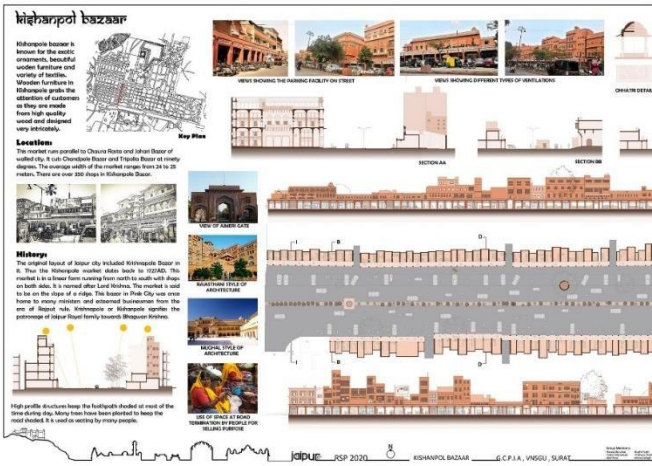 kishanpol bazaar
Kishanpole bazaar is
known for the exotic
ornaments, beautiful
wooden furniture and
variety of textiles.
Wooden furniture in
Kishanpole grabs the
attention of customers
as they are made
from high quality
wood and designed
very intricately.
Key Plan
Location:
This market runs parallel to Chaura Rasta and Johari Bazar of
walled city. It cuts Chandpole Bazar and Tripolia Bazar at ninety
degrees. The average width of the market ranges from 24 to 25
meters. There are over 350 shops in Kishanpole Bazar.
History:
The original layout of Jaipur city included Krishnapole Bazar in
it. Thus the Kishanpole market dates back to 1727AD. This
market is in a linear form running from north to south with shops
on both sides. It is named after Lord Krishna. The market is said
to be on the slope of a ridge. This bazar in Pink City was once
home to many ministers and esteemed businessmen from the
era of Rajput rule. Krishnapole or Kishanpole signifies the
patronage of Jaipur Royal family towards Bhagwan Krishna.
High profile structures keep the footpath shaded at most of the
time during day. Many trees have been planted to keep the
road shaded. It is used as seating by many people.
VIEWS SHOWING THE PARKING FACILITY ON STREET
VIEWS SHOWING DIFFERENT TYPES OF VENTILATIONS
CHHATRI DETAIL
SECTION AA
SECTION BB
VIEW OF AJMERI GATE
RAJASTHANI STYLE OF
ARCHITECTURE
MUGHAL STYLE OF
ARCHITECTURE
USE OF SPACE AT ROAD
TERMINATION BY PEOPLE FOR
SELLING PURPOSE
B
D
B
D
jaipur RSP 2020 N KISHANPOL BAZAAR G.C.P.I.A , VNSGU , SURAT
Group Members